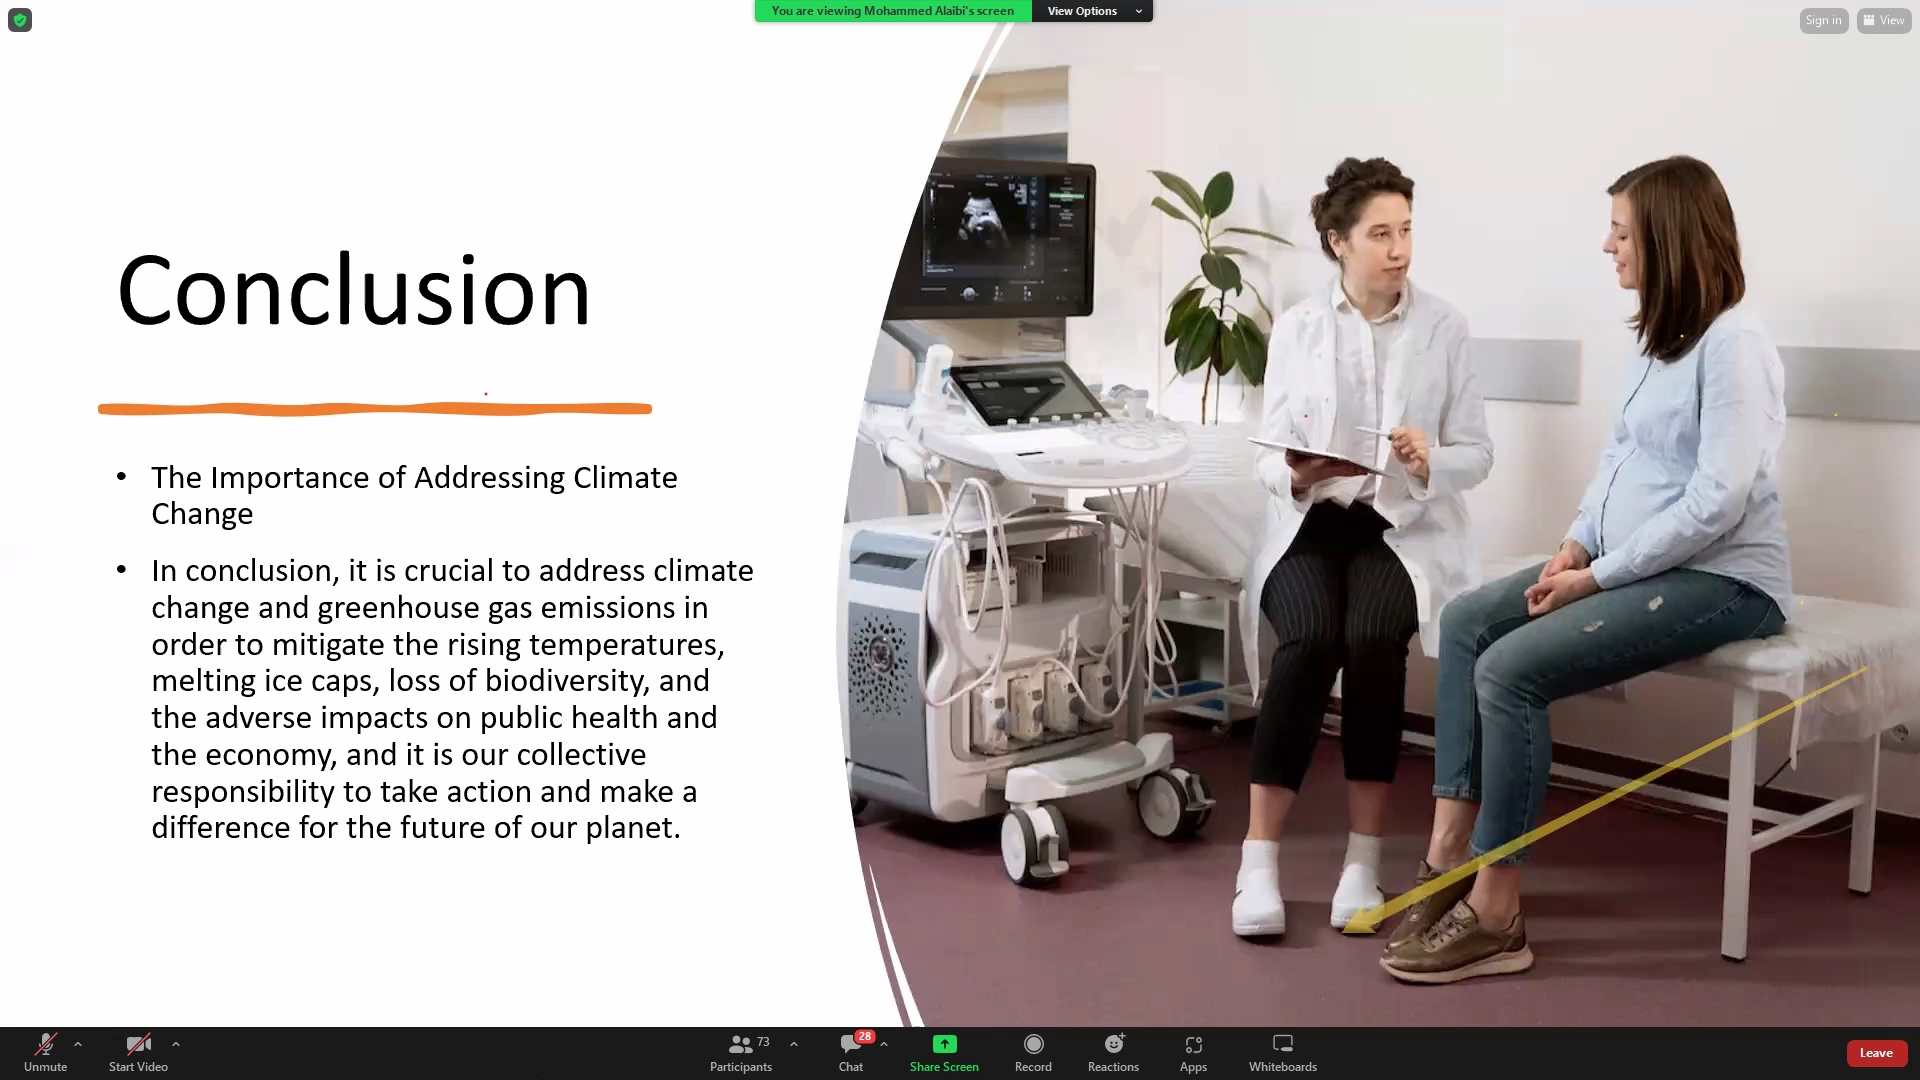 You are viewing Mohammed Alaibi's screen
View Options
Sign in
View
Conclusion
• The Importance of Addressing Climate
Change
• In conclusion, it is crucial to address climate
change and greenhouse gas emissions in
order to mitigate the rising temperatures,
melting ice caps, loss of biodiversity, and
the adverse impacts on public health and
the economy, and it is our collective
responsibility to take action and make a
difference for the future of our planet.
Unmute
Start Video
73
Participants
28
Chat
Share Screen
Record
Reactions
Apps
Whiteboards
Leave